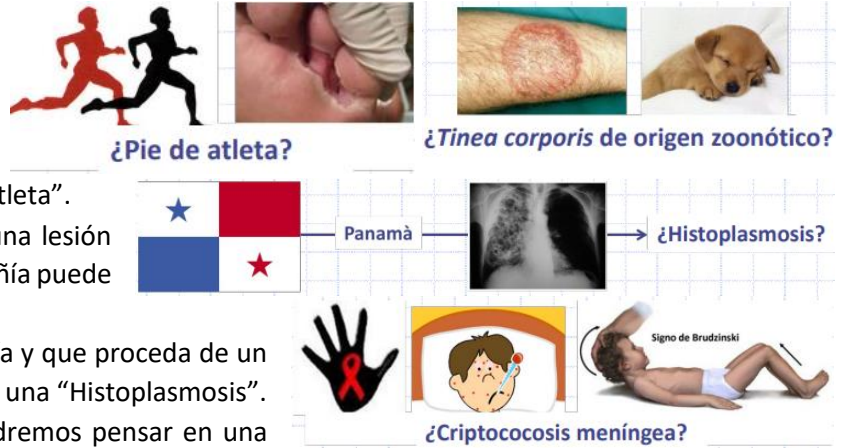 ¿Pie de atleta?
¿Tinea corporis de origen zoonótico?
tleta”.
una lesión
ñía puede
Panamà
¿Histoplasmosis?
a y que proceda de un
una “Histoplasmosis”.
dremos pensar en una
Signo de Brudzinski
¿Criptococosis meníngea?